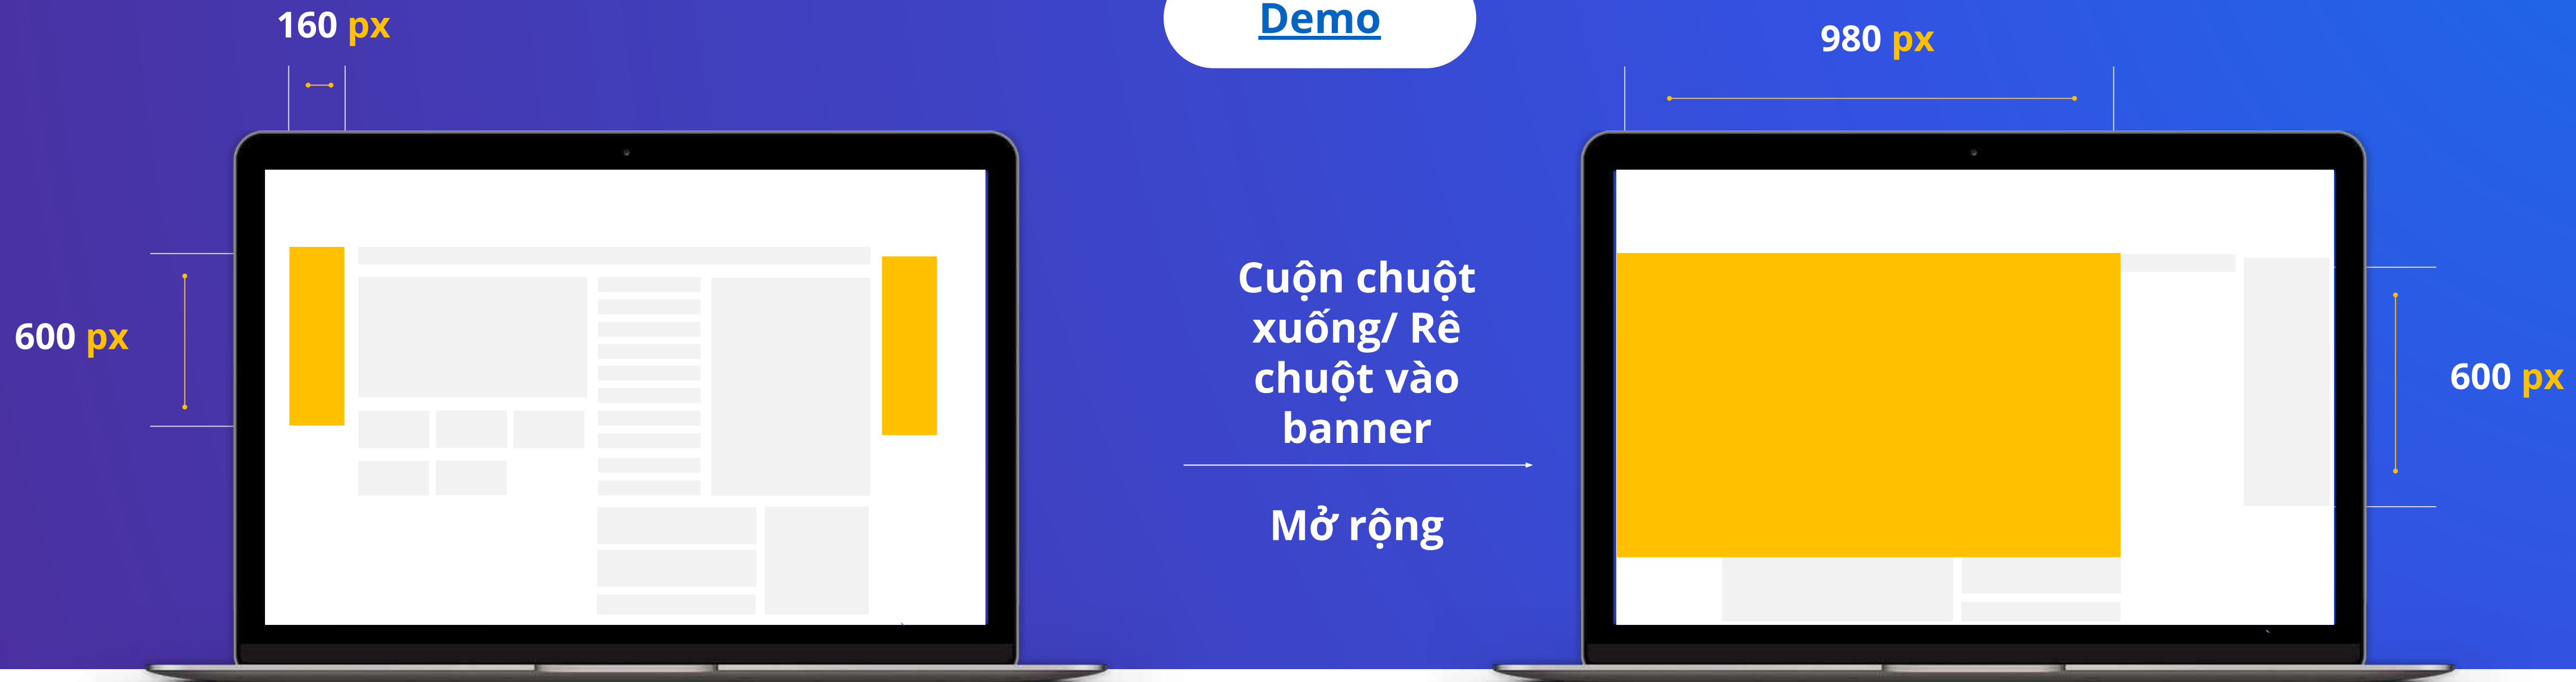 160 px
Demo
980 px
600 px
Cuộn chuột
xuống/ Rê
chuột vào
banner
Mở rộng
600 px